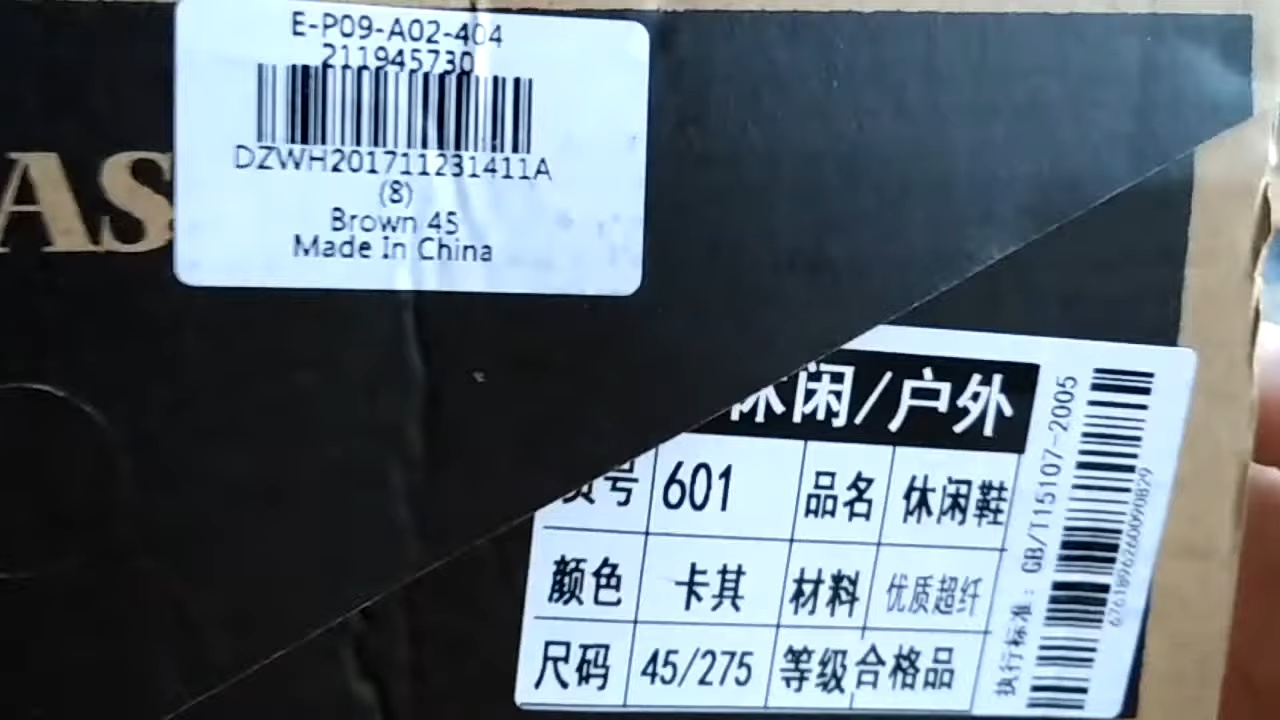 E-P09-A02-404
211945730
DZWH201711231411A
(8)
Brown 45
Made In China
AS
休闲/户外
货号 601 品名 休闲鞋
颜色 卡其 材料 优质超纤
尺码 45/275 等级 合格品
执行标准: GB/T15107-2005
6761896260090829